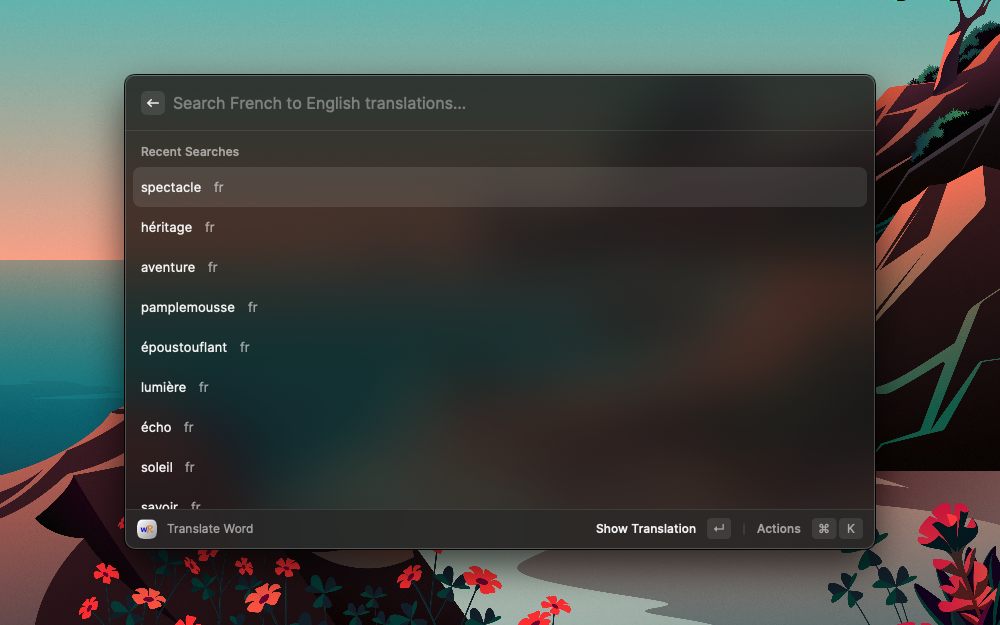 Search French to English translations...
Recent Searches
spectacle fr
héritage fr
aventure fr
pamplemousse fr
époustouflant fr
lumière fr
écho fr
soleil fr
savoir fr
WR Translate Word Show Translation ↵ Actions ⌘ K